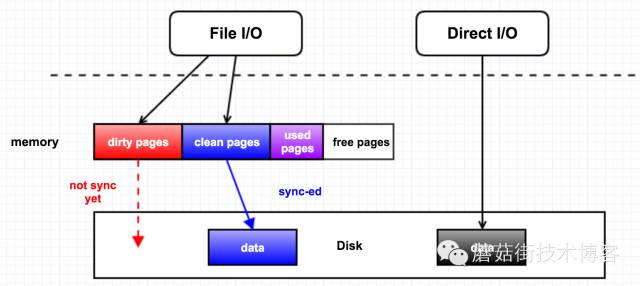 File I/O
Direct I/O
memory
dirty pages
clean pages
used
pages
free pages
not sync
yet
sync-ed
data
Disk
data
蘑菇街技术博客